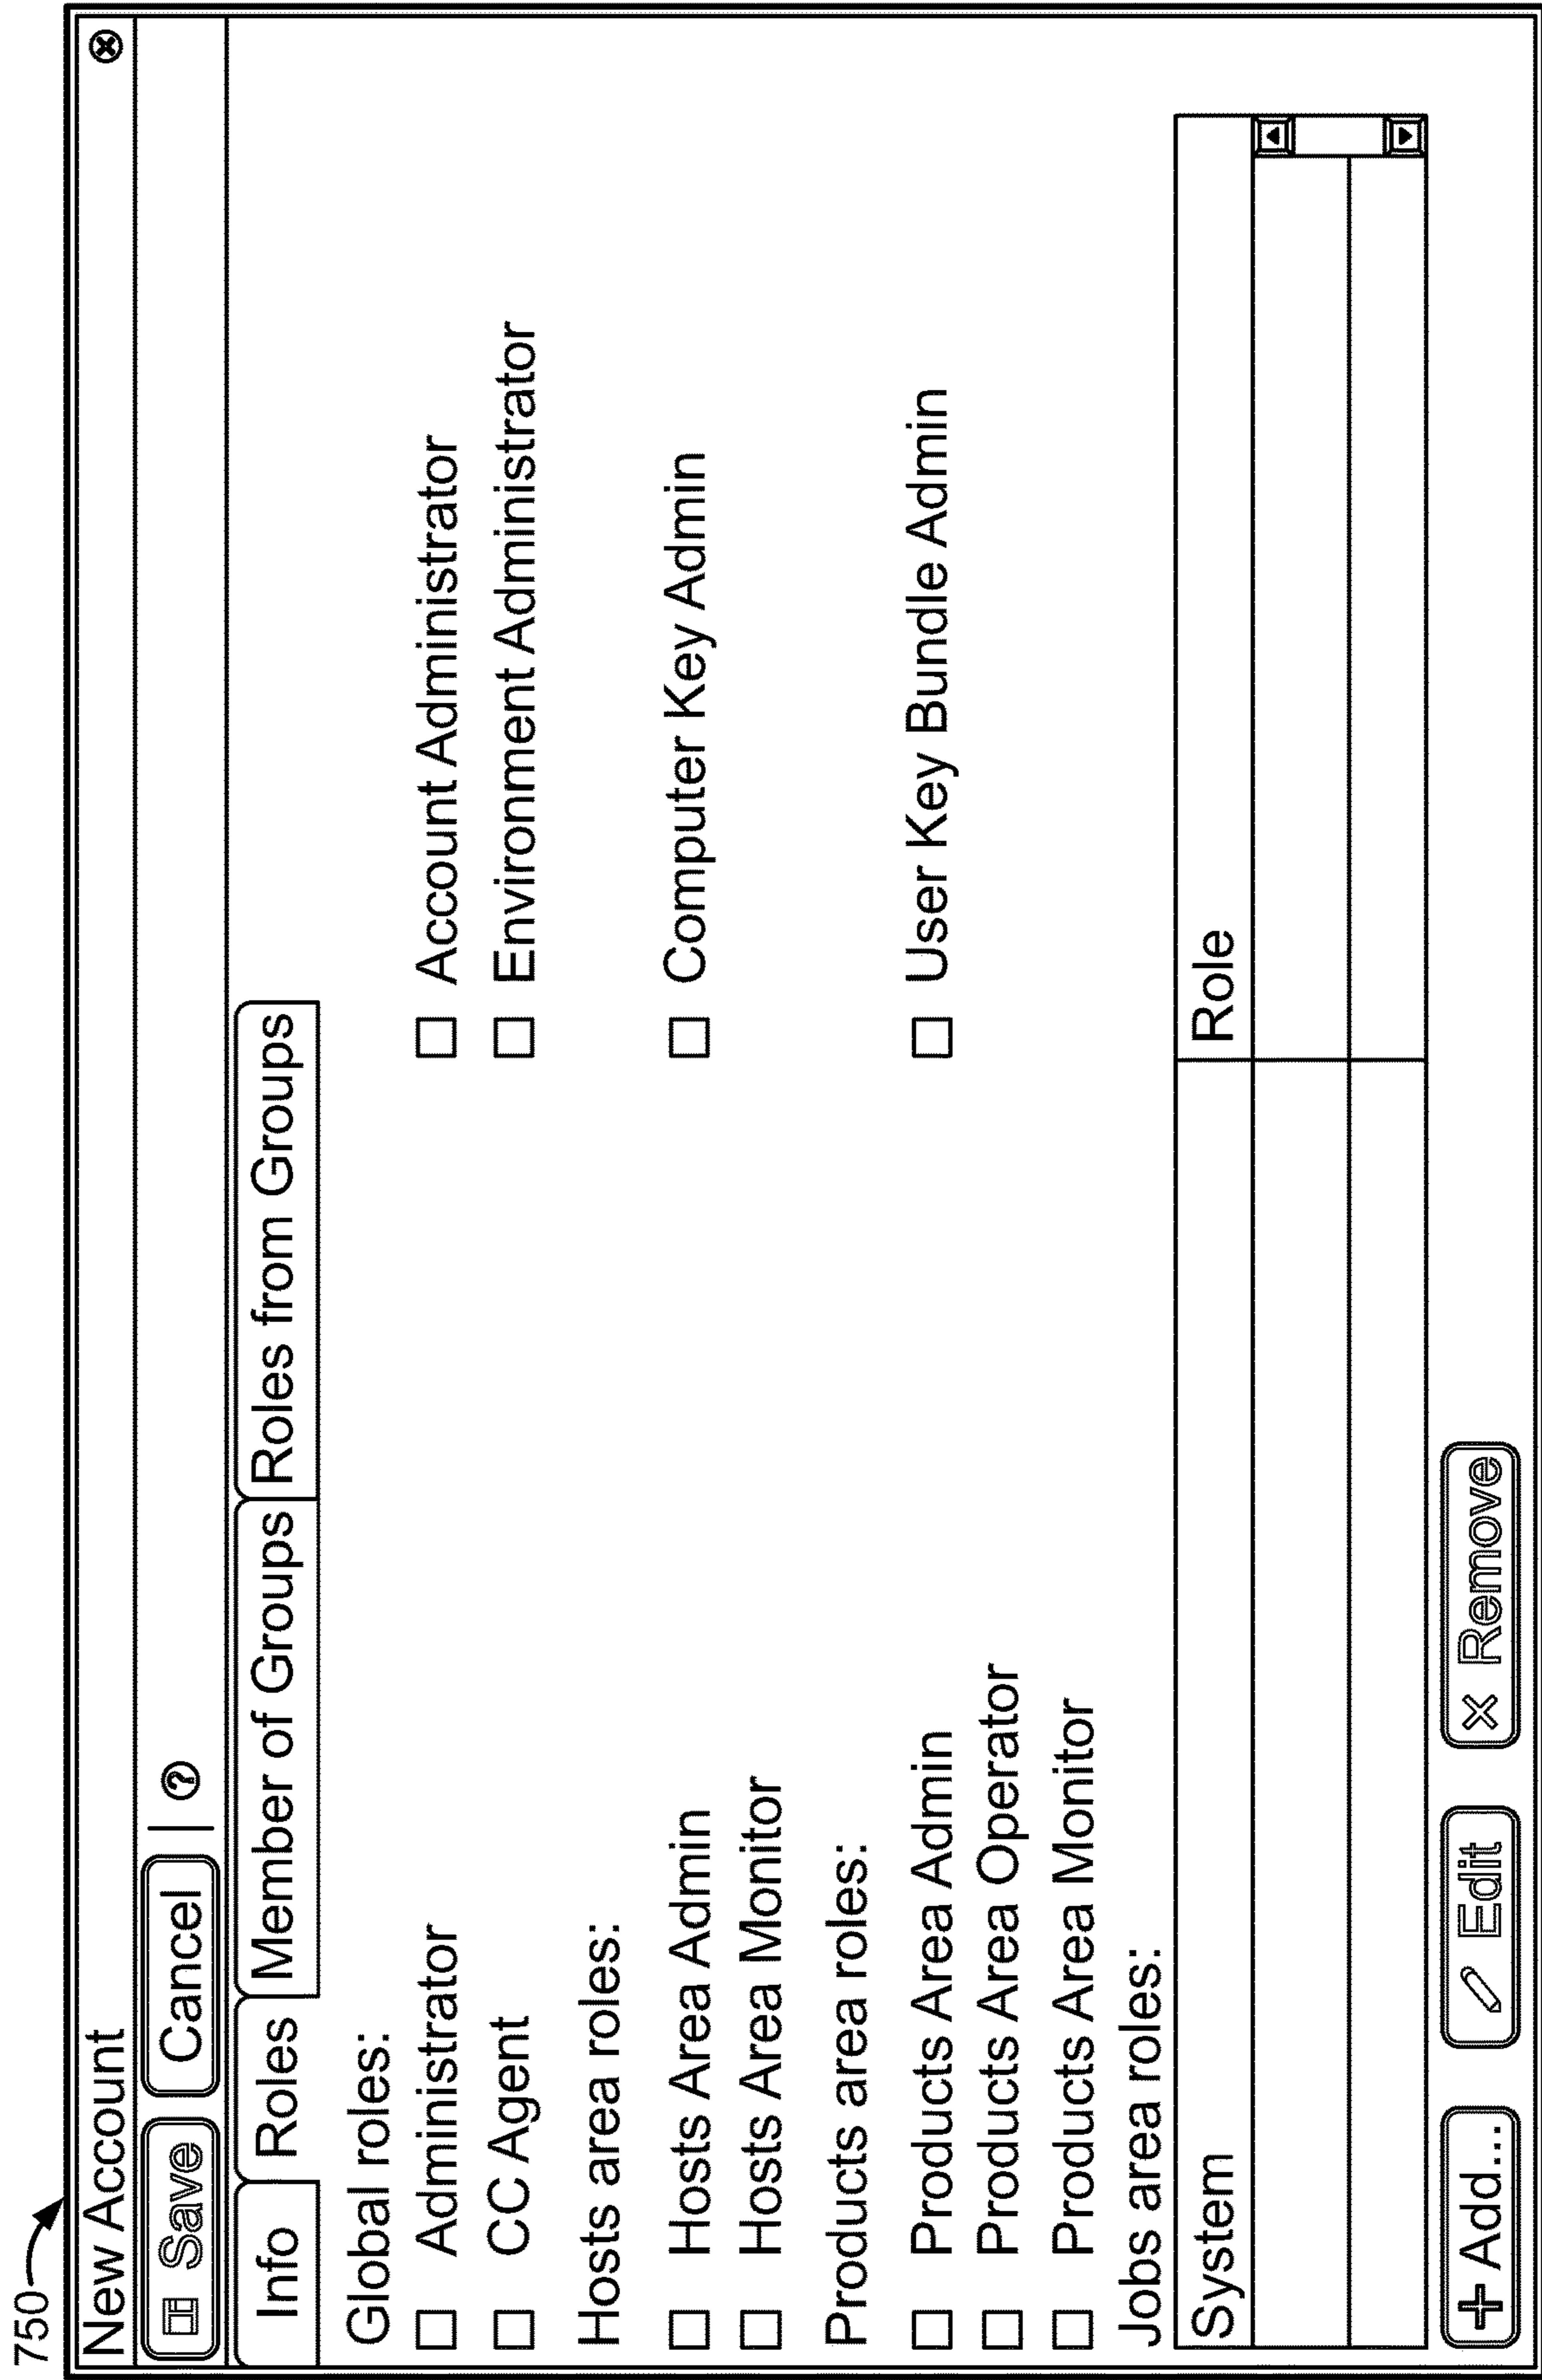 750
New Account
Save Cancel | ?
Info Roles Member of Groups Roles from Groups
Global roles:
Administrator Account Administrator
CC Agent Environment Administrator
Hosts area roles:
Hosts Area Admin Computer Key Admin
Hosts Area Monitor
Products area roles:
Products Area Admin User Key Bundle Admin
Products Area Operator
Products Area Monitor
Jobs area roles:
System Role
+ Add... Edit × Remove